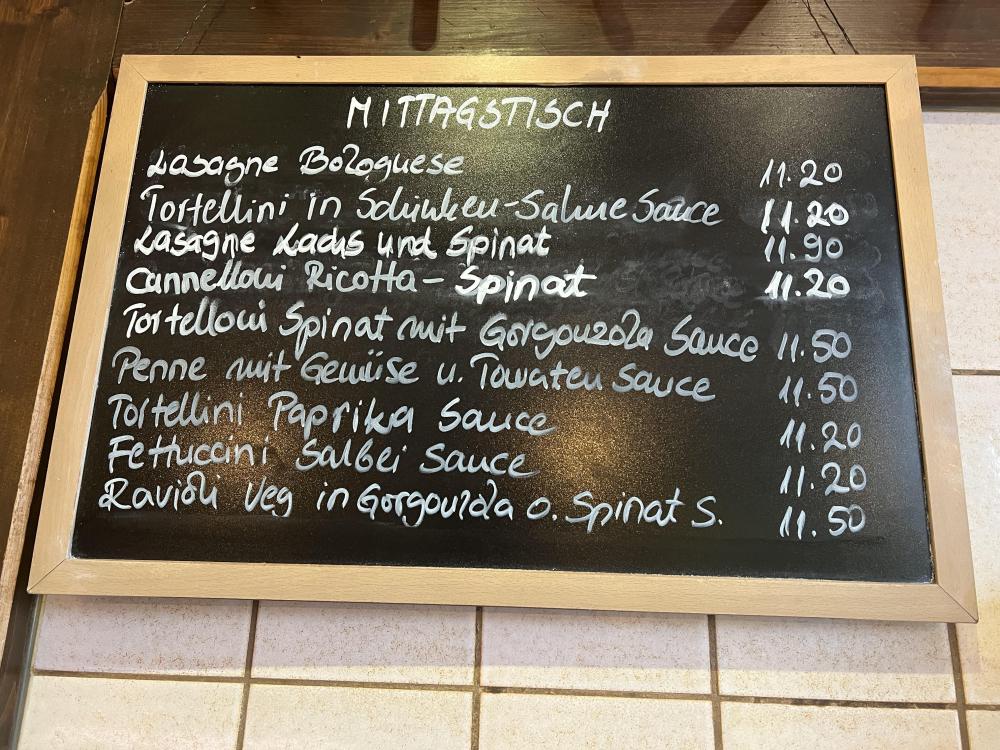 MITTAGSTISCH
Lasagne Bolognese 11.20
Tortellini in Schinken-Sahne Sauce 11.20
Lasagne Lachs und Spinat 11.90
Cannelloni Ricotta - Spinat 11.20
Tortelloni Spinat mit Gorgonzola Sauce 11.50
Penne mit Gemüse u. Tomaten Sauce 11.50
Tortellini Paprika Sauce 11.20
Fettuccini Salbei Sauce 11.20
Ravioli Veg in Gorgonzola o. Spinat S. 11.50